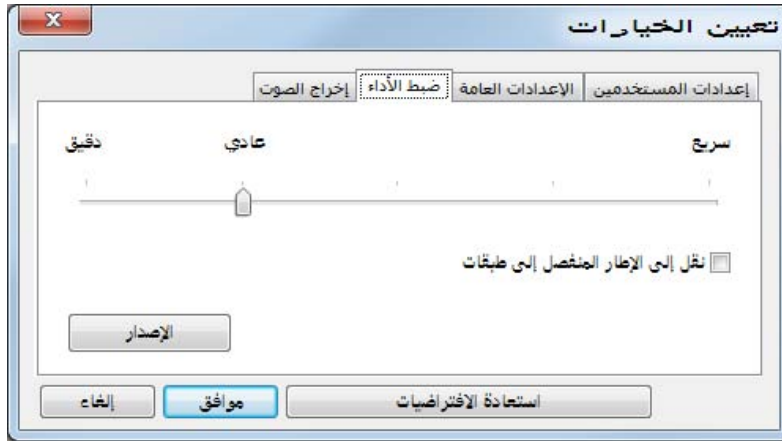 تعيين الخيارات
إعدادات المستخدمين الإعدادات العامة ضبط الأداء إخراج الصوت
سريع عادي دقيق
نقل إلى الإطار المنفصل إلى طبقات
الإصدار
استعادة الافتراضيات موافق إلغاء